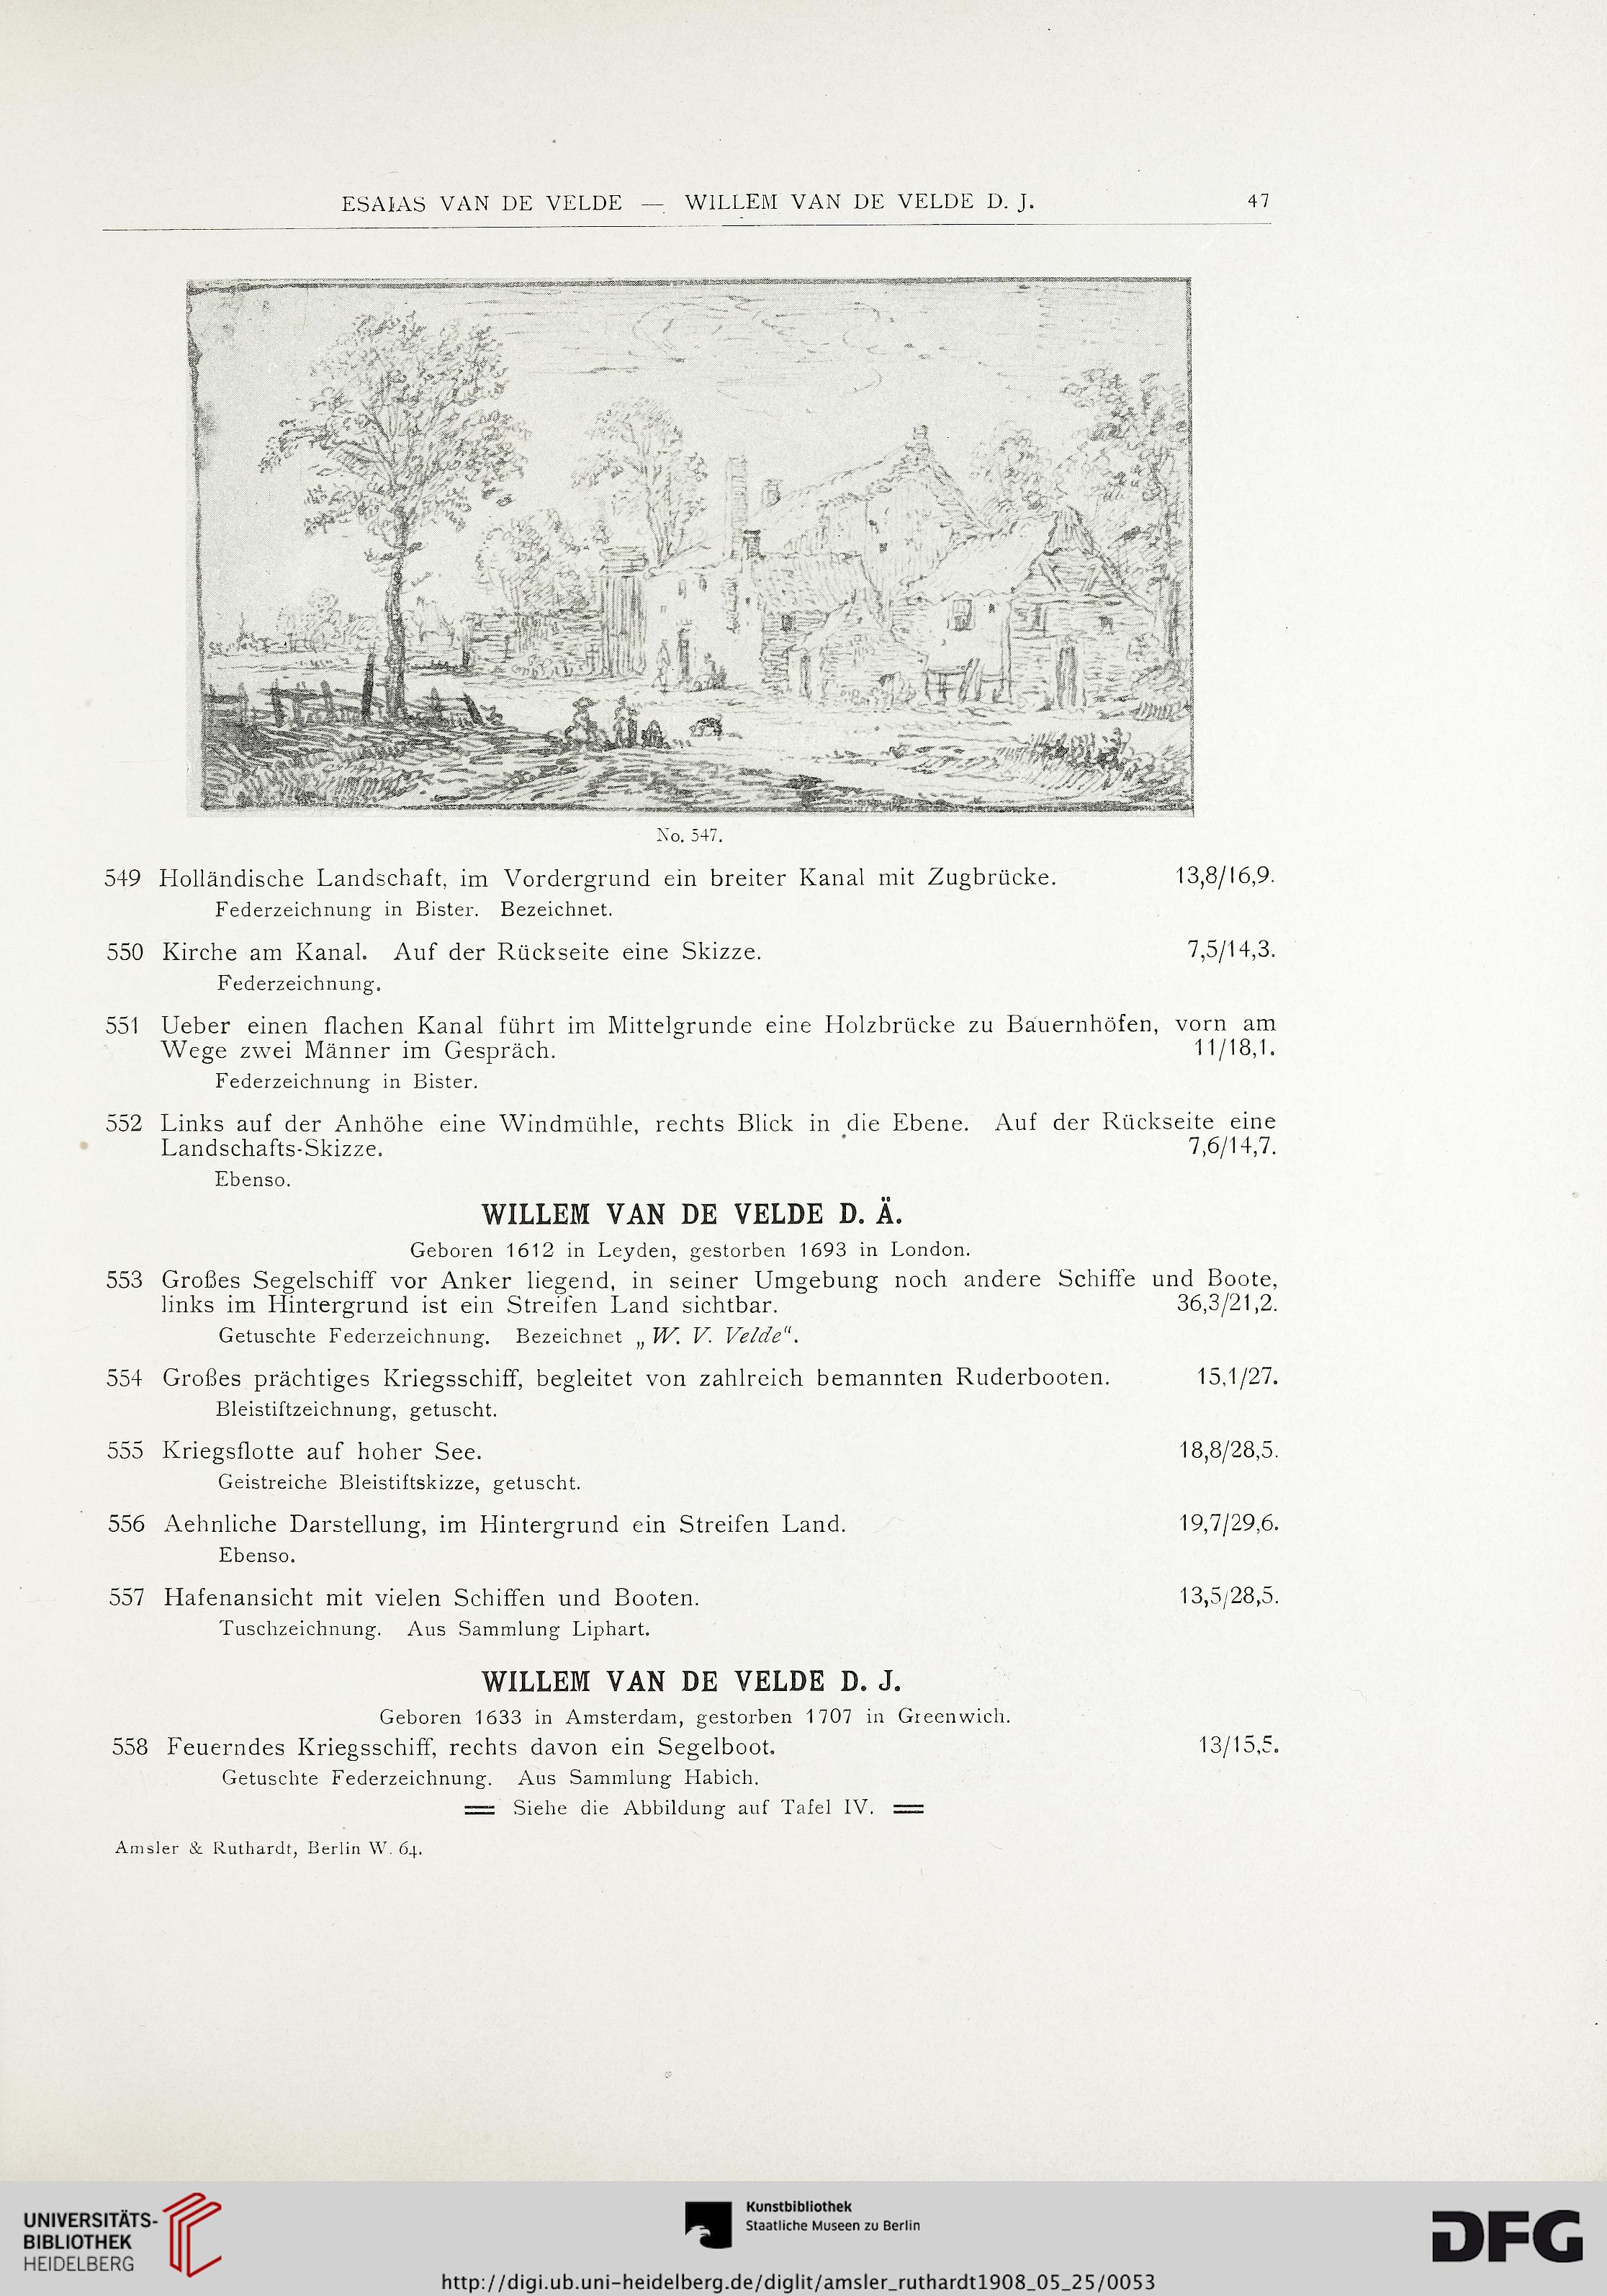 ESAIAS VAN DE VELDE — WILLEM VAN DE VELDE D. J. 47
No. 547.
549 Holländische Landschaft, im Vordergrund ein breiter Kanal mit Zugbrücke. 13,8/16,9.
Federzeichnung in Bister. Bezeichnet.
550 Kirche am Kanal. Auf der Rückseite eine Skizze. 7,5/14,3.
Federzeichnung.
551 Ueber einen flachen Kanal führt im Mittelgrunde eine Holzbrücke zu Bauernhöfen, vorn am
Wege zwei Männer im Gespräch. 11/18,1.
Federzeichnung in Bister.
552 Links auf der Anhöhe eine Windmühle, rechts Blick in die Ebene. Auf der Rückseite eine
Landschafts-Skizze. 7,6/14,7.
Ebenso.
WILLEM VAN DE VELDE D. Ä.
Geboren 1612 in Leyden, gestorben 1693 in London.
553 Großes Segelschiff vor Anker liegend, in seiner Umgebung noch andere Schiffe und Boote,
links im Hintergrund ist ein Streifen Land sichtbar. 36,3/21,2.
Getuschte Federzeichnung. Bezeichnet „W. V. Velde“.
554 Großes prächtiges Kriegsschiff, begleitet von zahlreich bemannten Ruderbooten. 15,1/27.
Bleistiftzeichnung, getuscht.
555 Kriegsflotte auf hoher See. 18,8/28,5.
Geistreiche Bleistiftskizze, getuscht.
556 Aehnliche Darstellung, im Hintergrund ein Streifen Land. 19,7/29,6.
Ebenso.
557 Hafenansicht mit vielen Schiffen und Booten. 13,5/28,5.
Tuschzeichnung. Aus Sammlung Liphart.
WILLEM VAN DE VELDE D. J.
Geboren 1633 in Amsterdam, gestorben 1707 in Greenwich.
558 Feuerndes Kriegsschiff, rechts davon ein Segelboot. 13/15,5.
Getuschte Federzeichnung. Aus Sammlung Habich.
== Siehe die Abbildung auf Tafel IV. ==
Amsler & Ruthardt, Berlin W. 64.
UNIVERSITÄTS-
BIBLIOTHEK
HEIDELBERG
Kunstbibliothek
Staatliche Museen zu Berlin
DFG
http://digi.ub.uni-heidelberg.de/diglit/amsler_ruthardt1908_05_25/0053